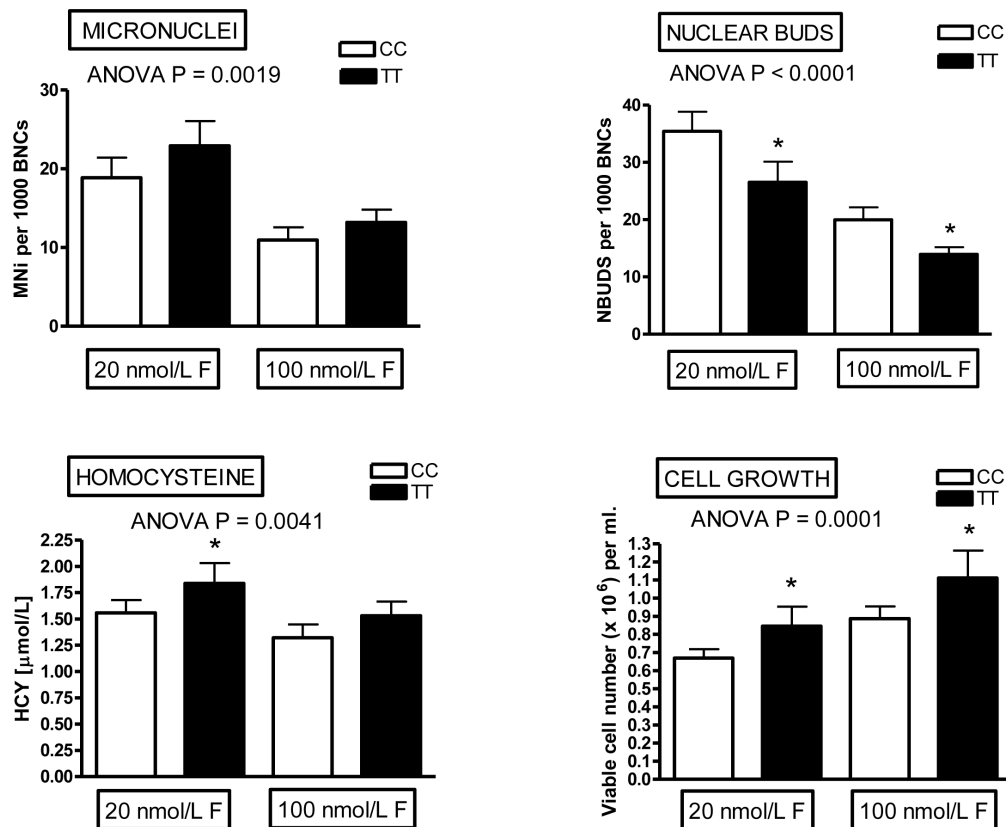 MICRONUCLEI
CC
TT
ANOVA P = 0.0019
MNi per 1000 BNCs
30
20
10
0
20 nmol/L F
100 nmol/L F
NUCLEAR BUDS
CC
TT
ANOVA P < 0.0001
NBUDS per 1000 BNCs
40
30
20
10
0
*
*
20 nmol/L F
100 nmol/L F
HOMOCYSTEINE
CC
TT
ANOVA P = 0.0041
HCY [µmol/L]
2.25
2.00
1.75
1.50
1.25
1.00
0.75
0.50
0.25
0.00
*
20 nmol/L F
100 nmol/L F
CELL GROWTH
CC
TT
ANOVA P = 0.0001
Viable cell number (x 10⁶) per ml.
1.3
1.2
1.1
1.0
0.9
0.8
0.7
0.6
0.5
0.4
0.3
0.2
0.1
0.0
*
*
20 nmol/L F
100 nmol/L F